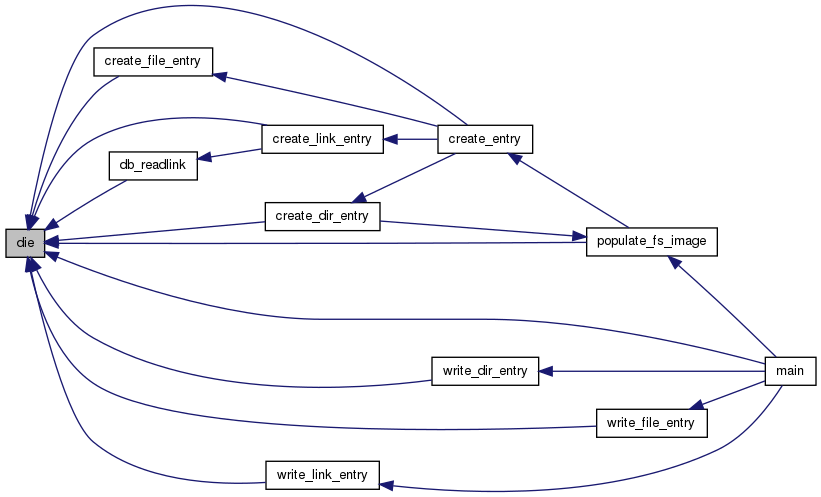 create_file_entry
create_link_entry
create_entry
db_readlink
create_dir_entry
die
populate_fs_image
write_dir_entry
main
write_file_entry
write_link_entry